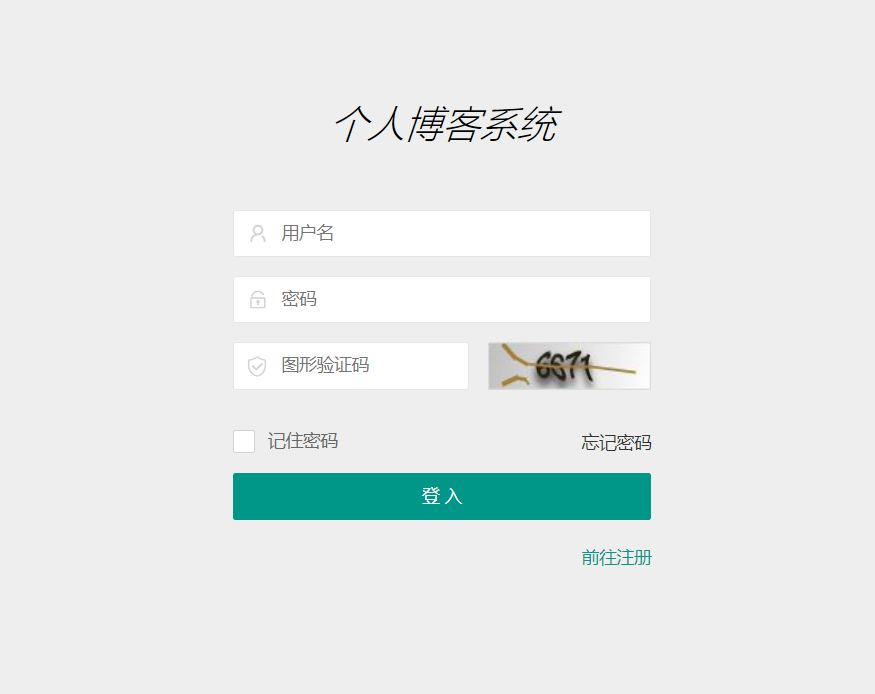 个人博客系统
用户名
密码
图形验证码
记住密码
忘记密码
登 入
前往注册